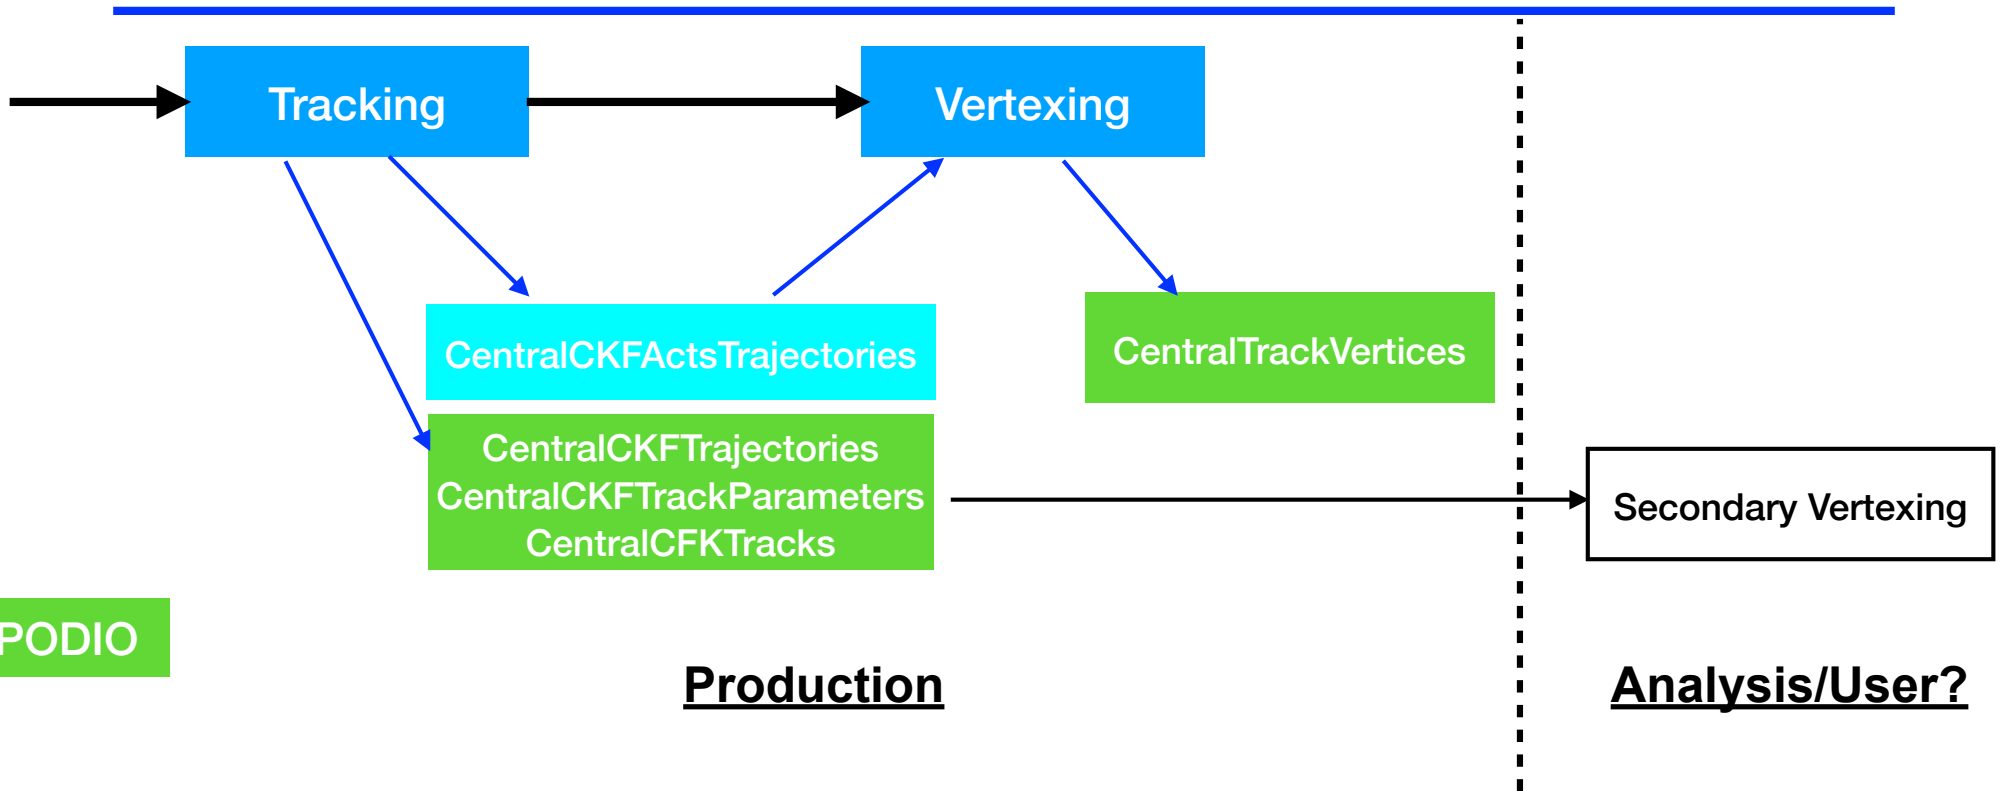 Tracking
Vertexing
CentralCKFActsTrajectories
CentralTrackVertices
CentralCKFTrajectories
CentralCKFTrackParameters
CentralCFKTracks
Secondary Vertexing
PODIO
Production
Analysis/User?